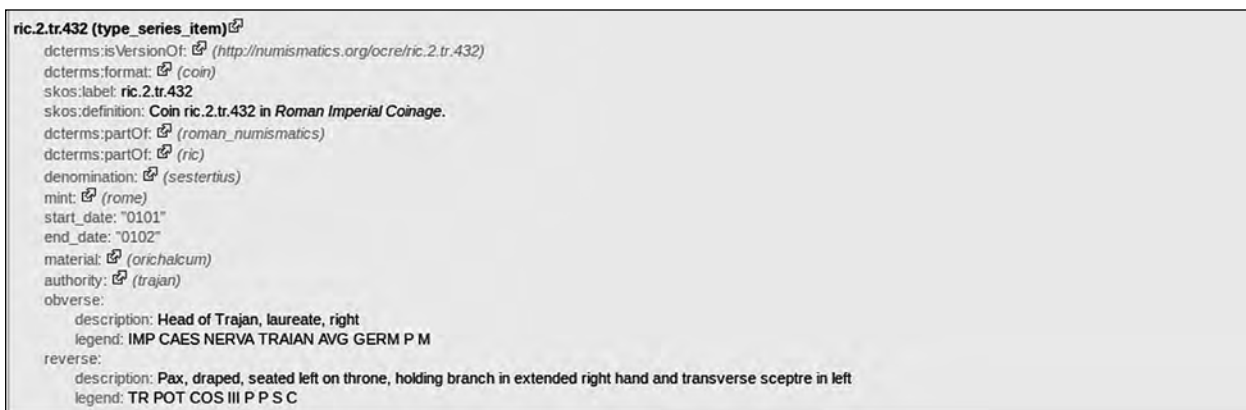 ric.2.tr.432 (type_series_item)
dcterms:isVersionOf: (http://numismatics.org/ocre/ric.2.tr.432)
dcterms:format: (coin)
skos:label: ric.2.tr.432
skos:definition: Coin ric.2.tr.432 in Roman Imperial Coinage.
dcterms:partOf: (roman_numismatics)
dcterms:partOf: (ric)
denomination: (sestertius)
mint: (rome)
start_date: "0101"
end_date: "0102"
material: (orichalcum)
authority: (trajan)
obverse:
description: Head of Trajan, laureate, right
legend: IMP CAES NERVA TRAIAN AVG GERM P M
reverse:
description: Pax, draped, seated left on throne, holding branch in extended right hand and transverse sceptre in left
legend: TR POT COS III P P S C